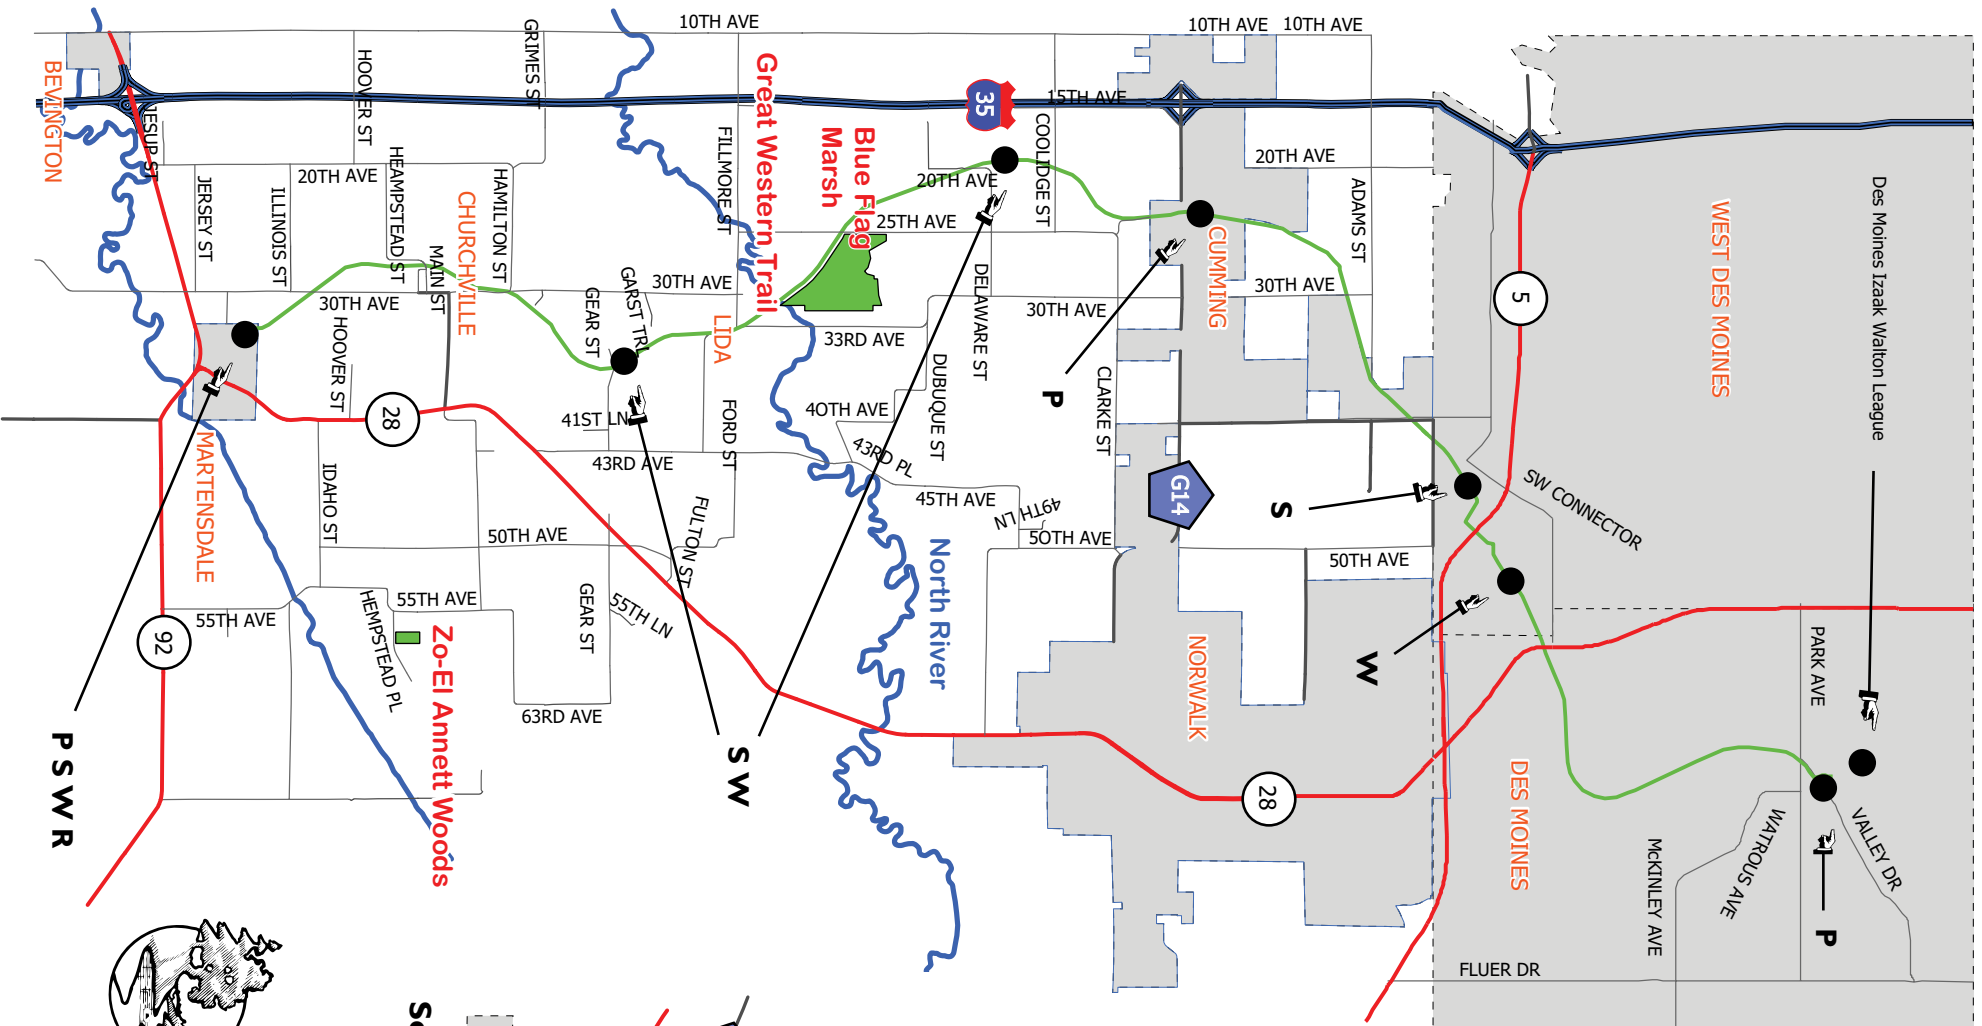 10TH AVE
10TH AVE
10TH AVE
GRIMES ST
HOOVER ST
BEVINGTON
JESUP ST
15TH AVE
35
Great Western Trail
Blue Flag
Marsh
FILLMORE ST
COOLIDGE ST
20TH AVE
20TH AVE
20TH AVE
HEAMPSTEAD ST
HAMILTON ST
JERSEY ST
ILLINOIS ST
CHURCHVILLE
MAIN ST
25TH AVE
ADAMS ST
CUMMING
WEST DES MOINES
Des Moines Izaak Walton League
30TH AVE
30TH AVE
30TH AVE
30TH AVE
GARST TRL
GEAR ST
LIDA
DELAWARE ST
5
33RD AVE
HOOVER ST
DUBUQUE ST
CLARKE ST
P
28
41ST LN
40TH AVE
FORD ST
43RD AVE
43RD PL
MARTENSDALE
IDAHO ST
45TH AVE
49TH LN
G14
S
SW CONNECTOR
FULTON ST
50TH AVE
50TH AVE
50TH AVE
North River
55TH AVE
55TH AVE
HEMPSTEAD PL
GEAR ST
55TH LN
92
Zo-El Annett Woods
63RD AVE
NORWALK
W
PARK AVE
P S W R
S W
28
DES MOINES
WATROUS AVE
VALLEY DR
McKINLEY AVE
P
FLUER DR